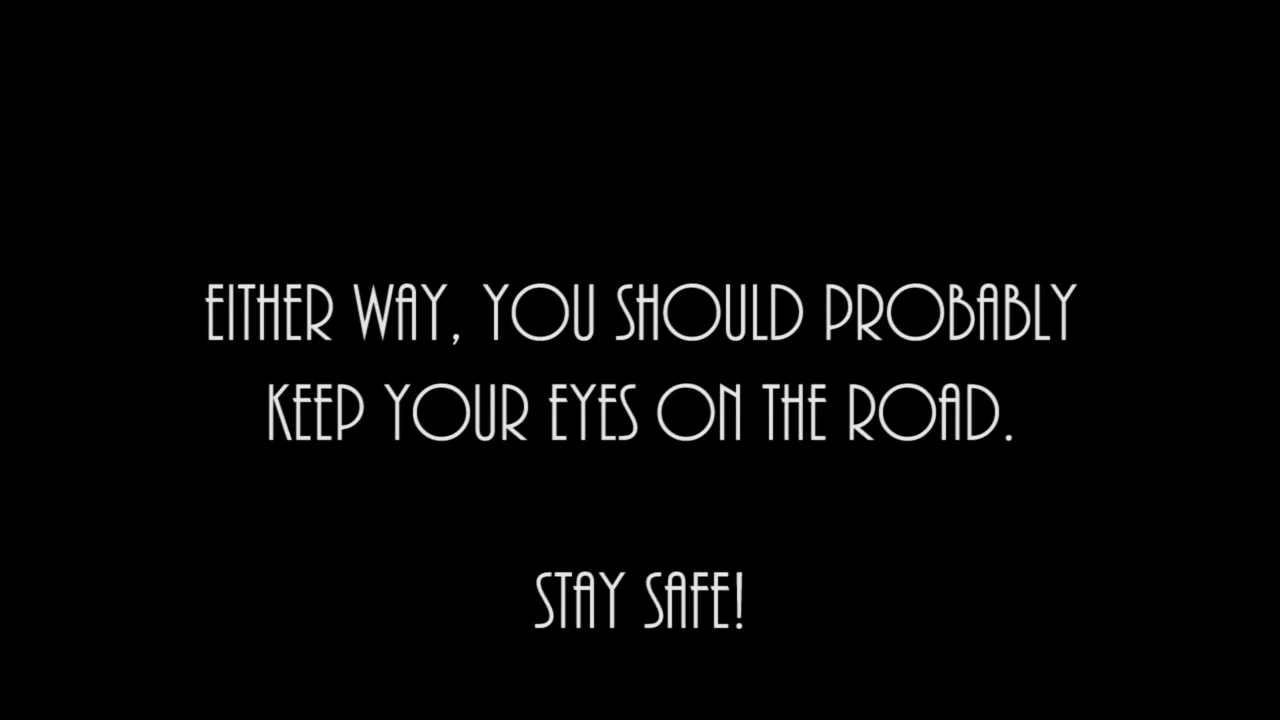 EITHER WAY, YOU SHOULD PROBABLY
KEEP YOUR EYES ON THE ROAD.
STAY SAFE!